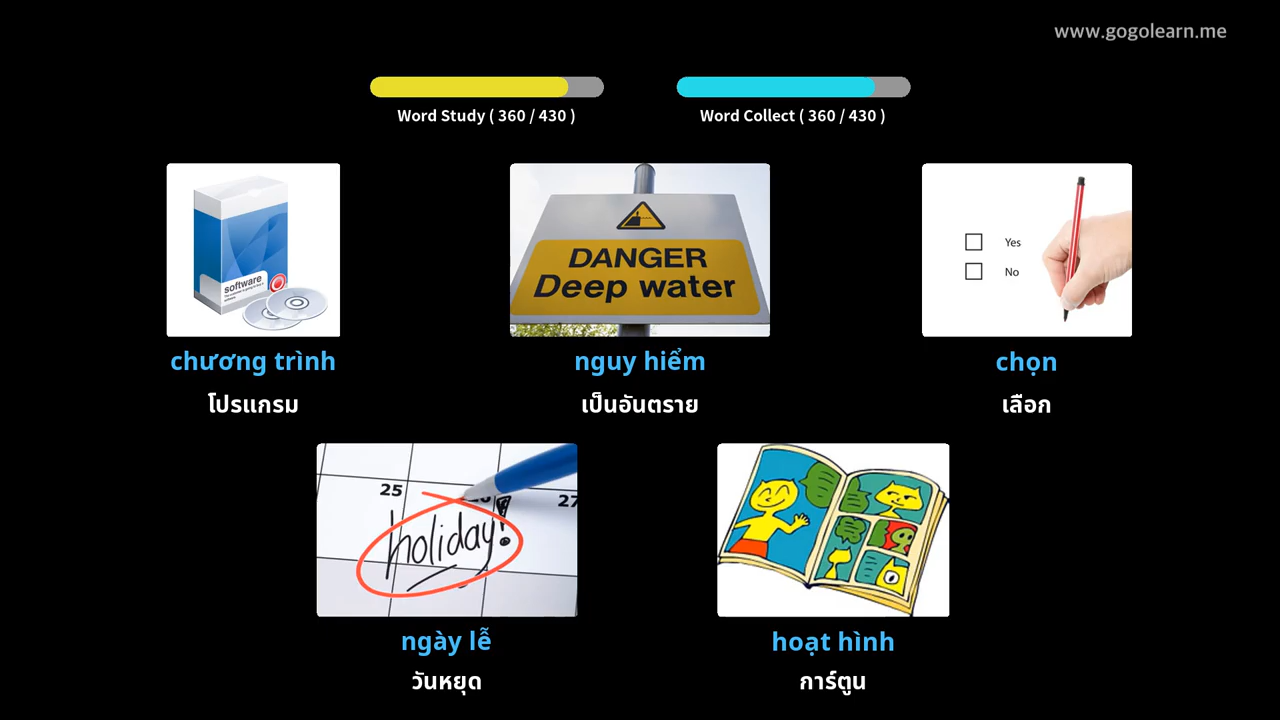 www.gogolearn.me
Word Study ( 360 / 430 )
Word Collect ( 360 / 430 )
software
DANGER
Deep water
Yes
No
chương trình
nguy hiểm
chọn
โปรแกรม
เป็นอันตราย
เลือก
25
27
holiday!
ngày lễ
hoạt hình
วันหยุด
การ์ตูน